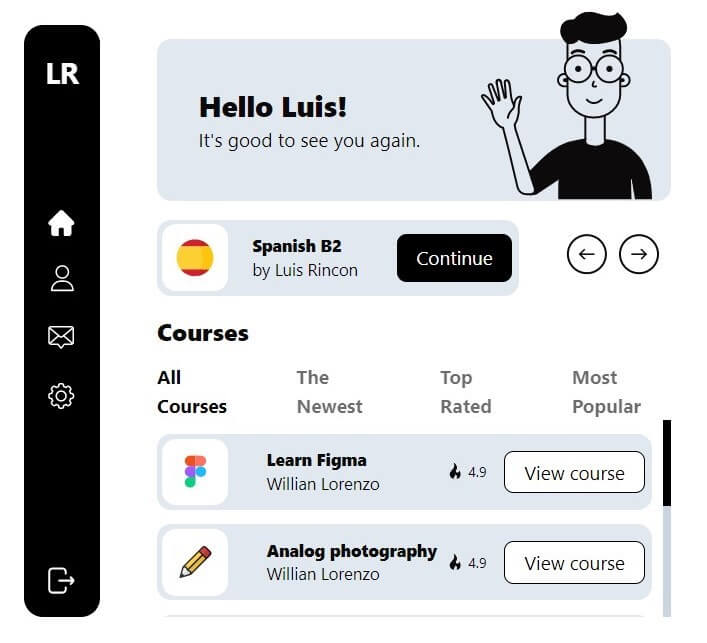 LR
Hello Luis!
It's good to see you again.
Spanish B2
by Luis Rincon
Continue
Courses
All
Courses
The
Newest
Top
Rated
Most
Popular
Learn Figma
Willian Lorenzo
4.9
View course
Analog photography
Willian Lorenzo
4.9
View course